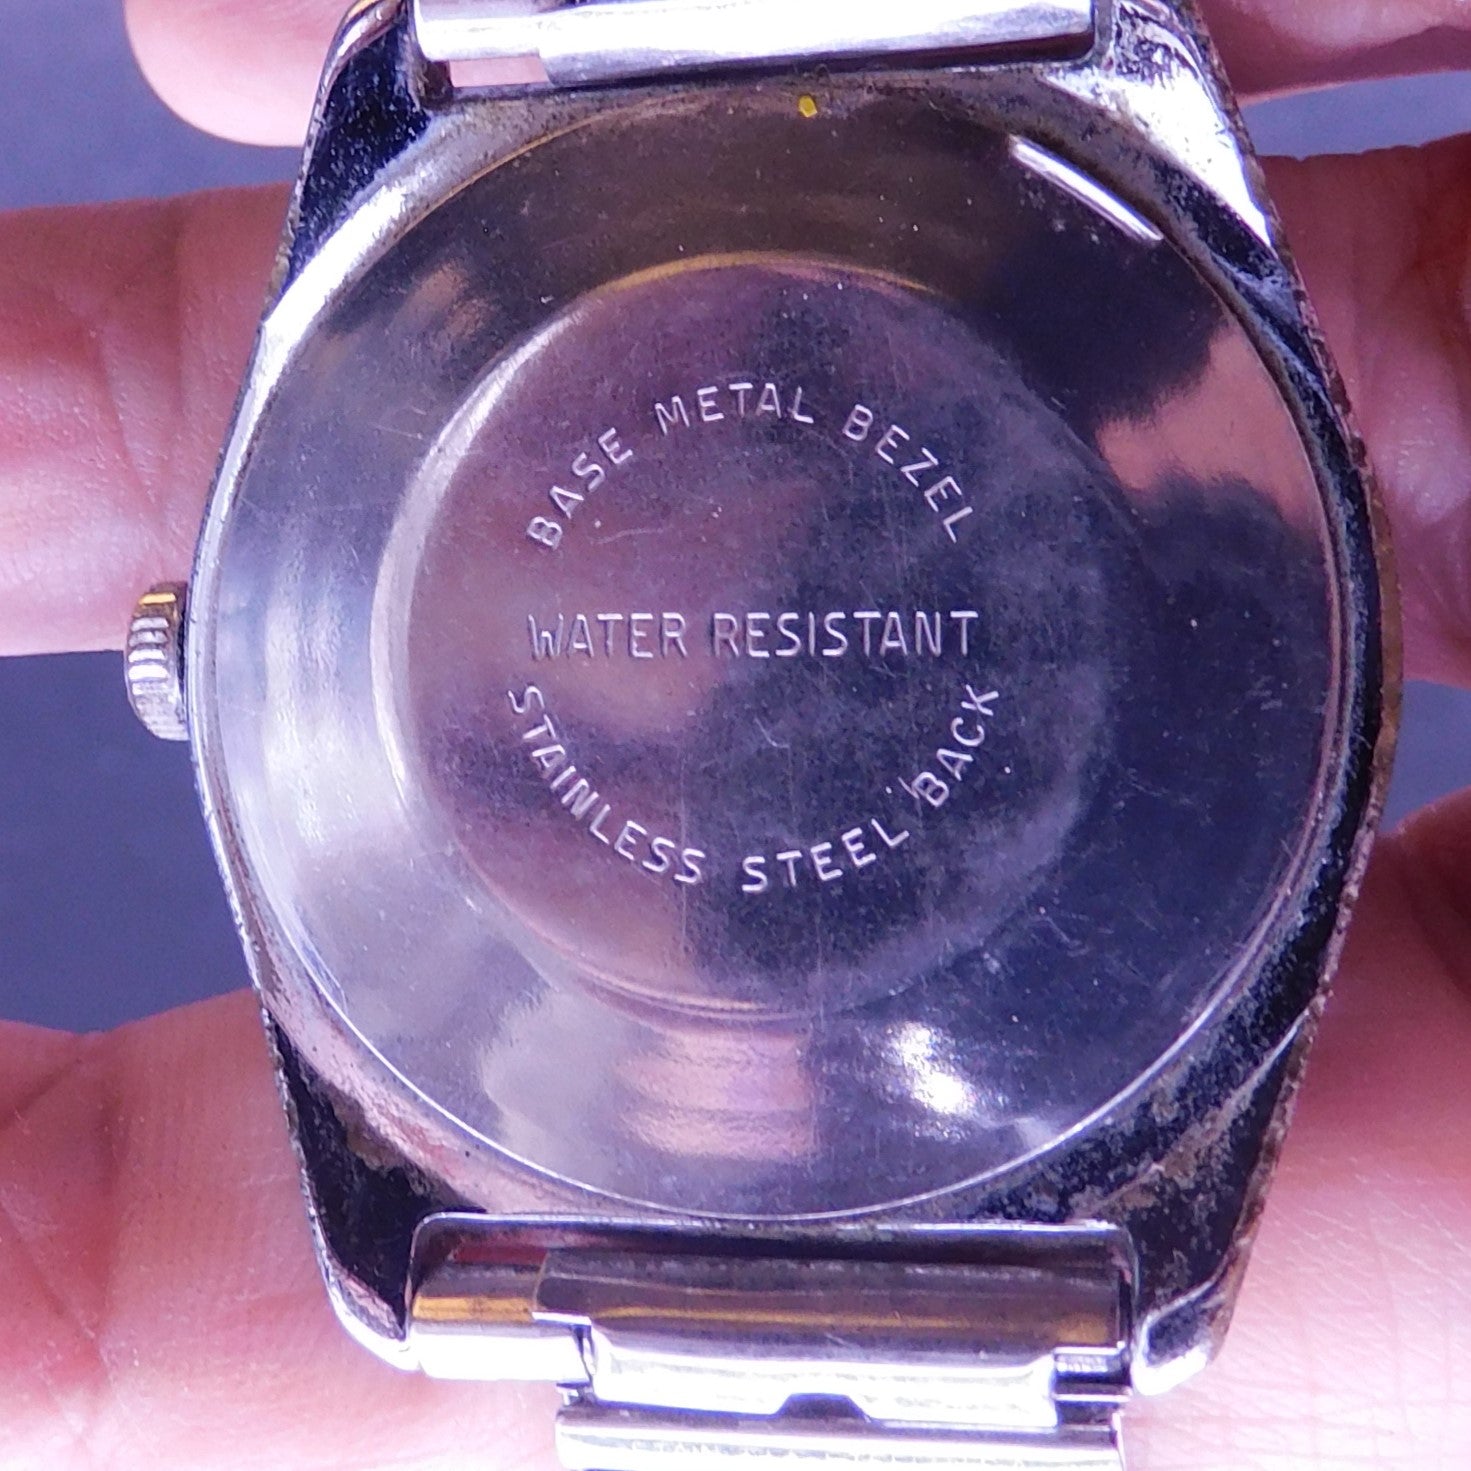 BASE METAL BEZEL
WATER RESISTANT
STAINLESS STEEL BACK